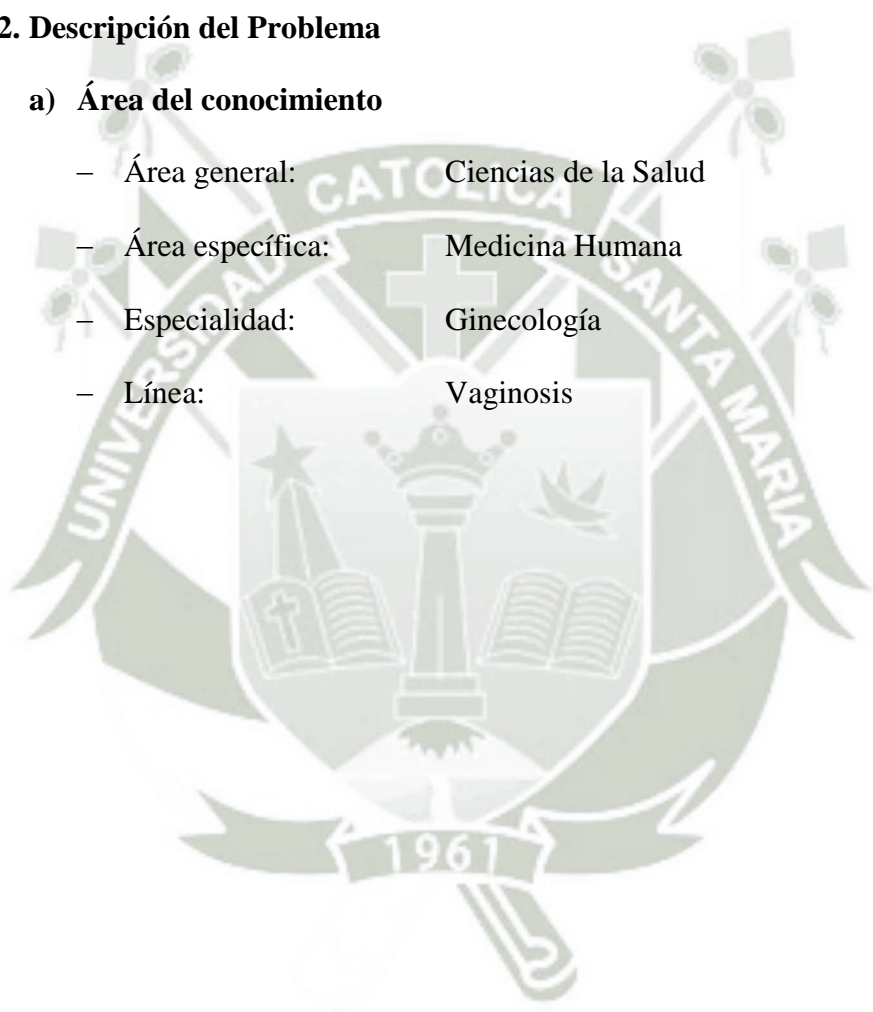 2. Descripción del Problema
a) Área del conocimiento
– Área general: Ciencias de la Salud
– Área específica: Medicina Humana
– Especialidad: Ginecología
– Línea: Vaginosis
UNIVERSIDAD CATOLICA SANTA MARIA
1961